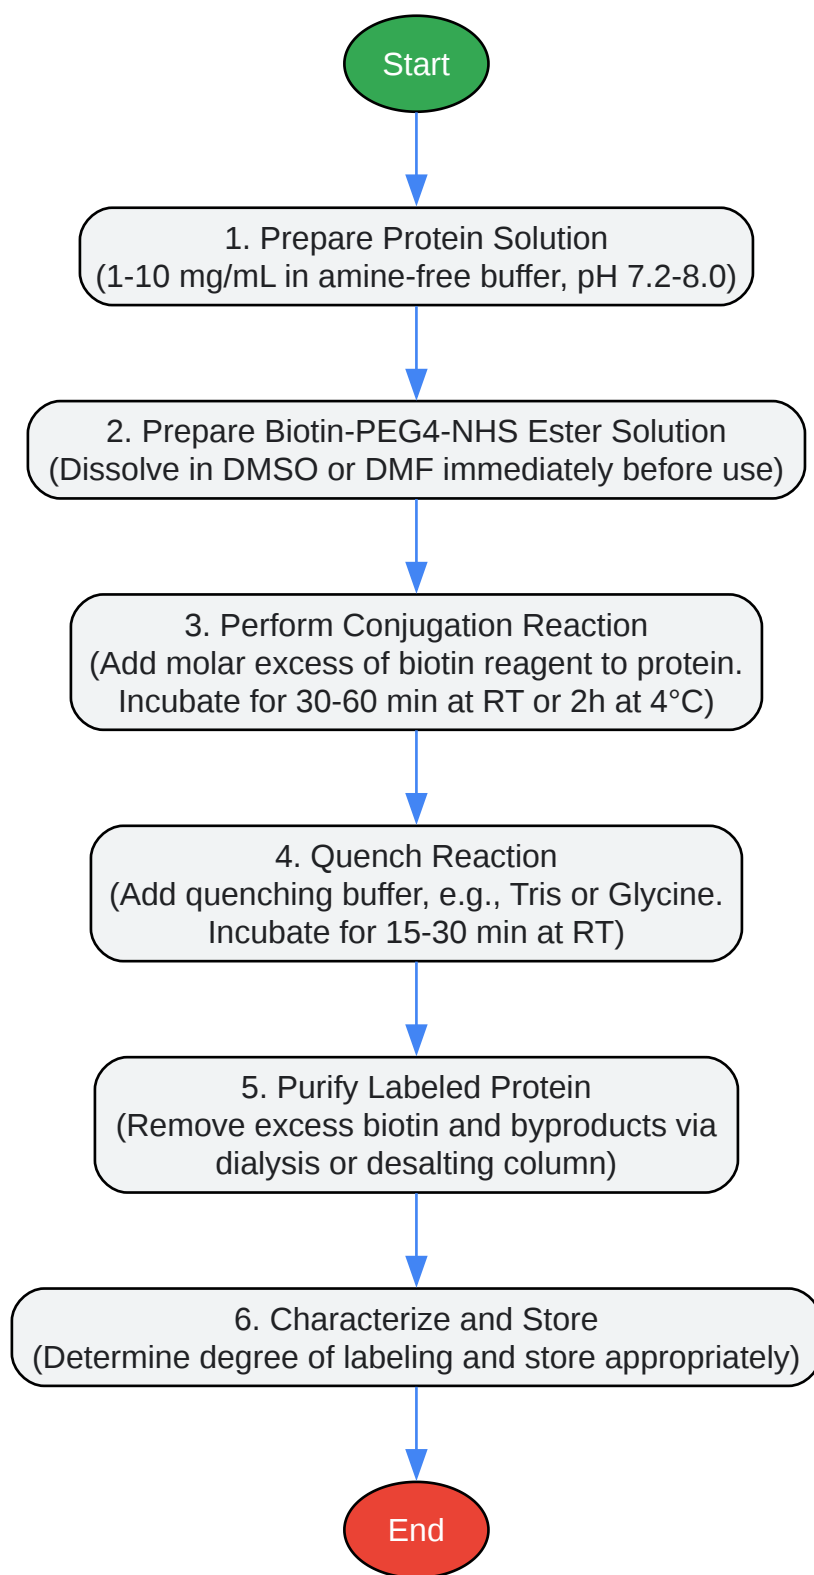 Start
1. Prepare Protein Solution
(1-10 mg/mL in amine-free buffer, pH 7.2-8.0)
2. Prepare Biotin-PEG4-NHS Ester Solution
(Dissolve in DMSO or DMF immediately before use)
3. Perform Conjugation Reaction
(Add molar excess of biotin reagent to protein.
Incubate for 30-60 min at RT or 2h at 4°C)
4. Quench Reaction
(Add quenching buffer, e.g., Tris or Glycine.
Incubate for 15-30 min at RT)
5. Purify Labeled Protein
(Remove excess biotin and byproducts via
dialysis or desalting column)
6. Characterize and Store
(Determine degree of labeling and store appropriately)
End